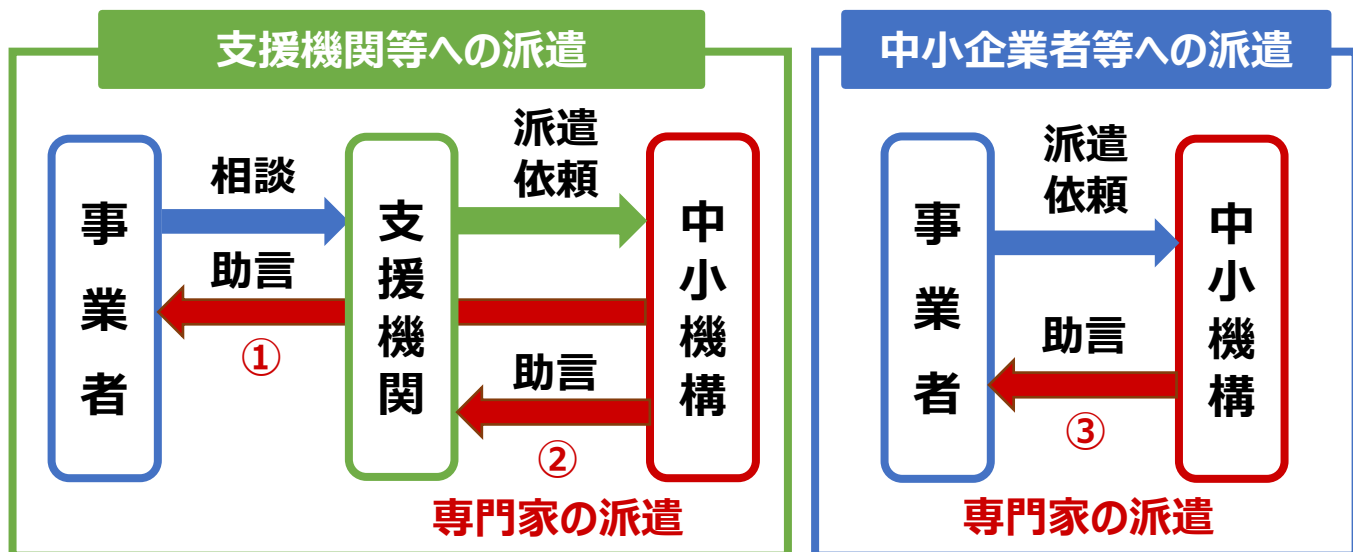 支援機関等への派遣
事業者
相談
助言
①
支援機関
派遣
依頼
助言
②
中小機構
専門家の派遣
中小企業者等への派遣
事業者
派遣
依頼
助言
③
中小機構
専門家の派遣